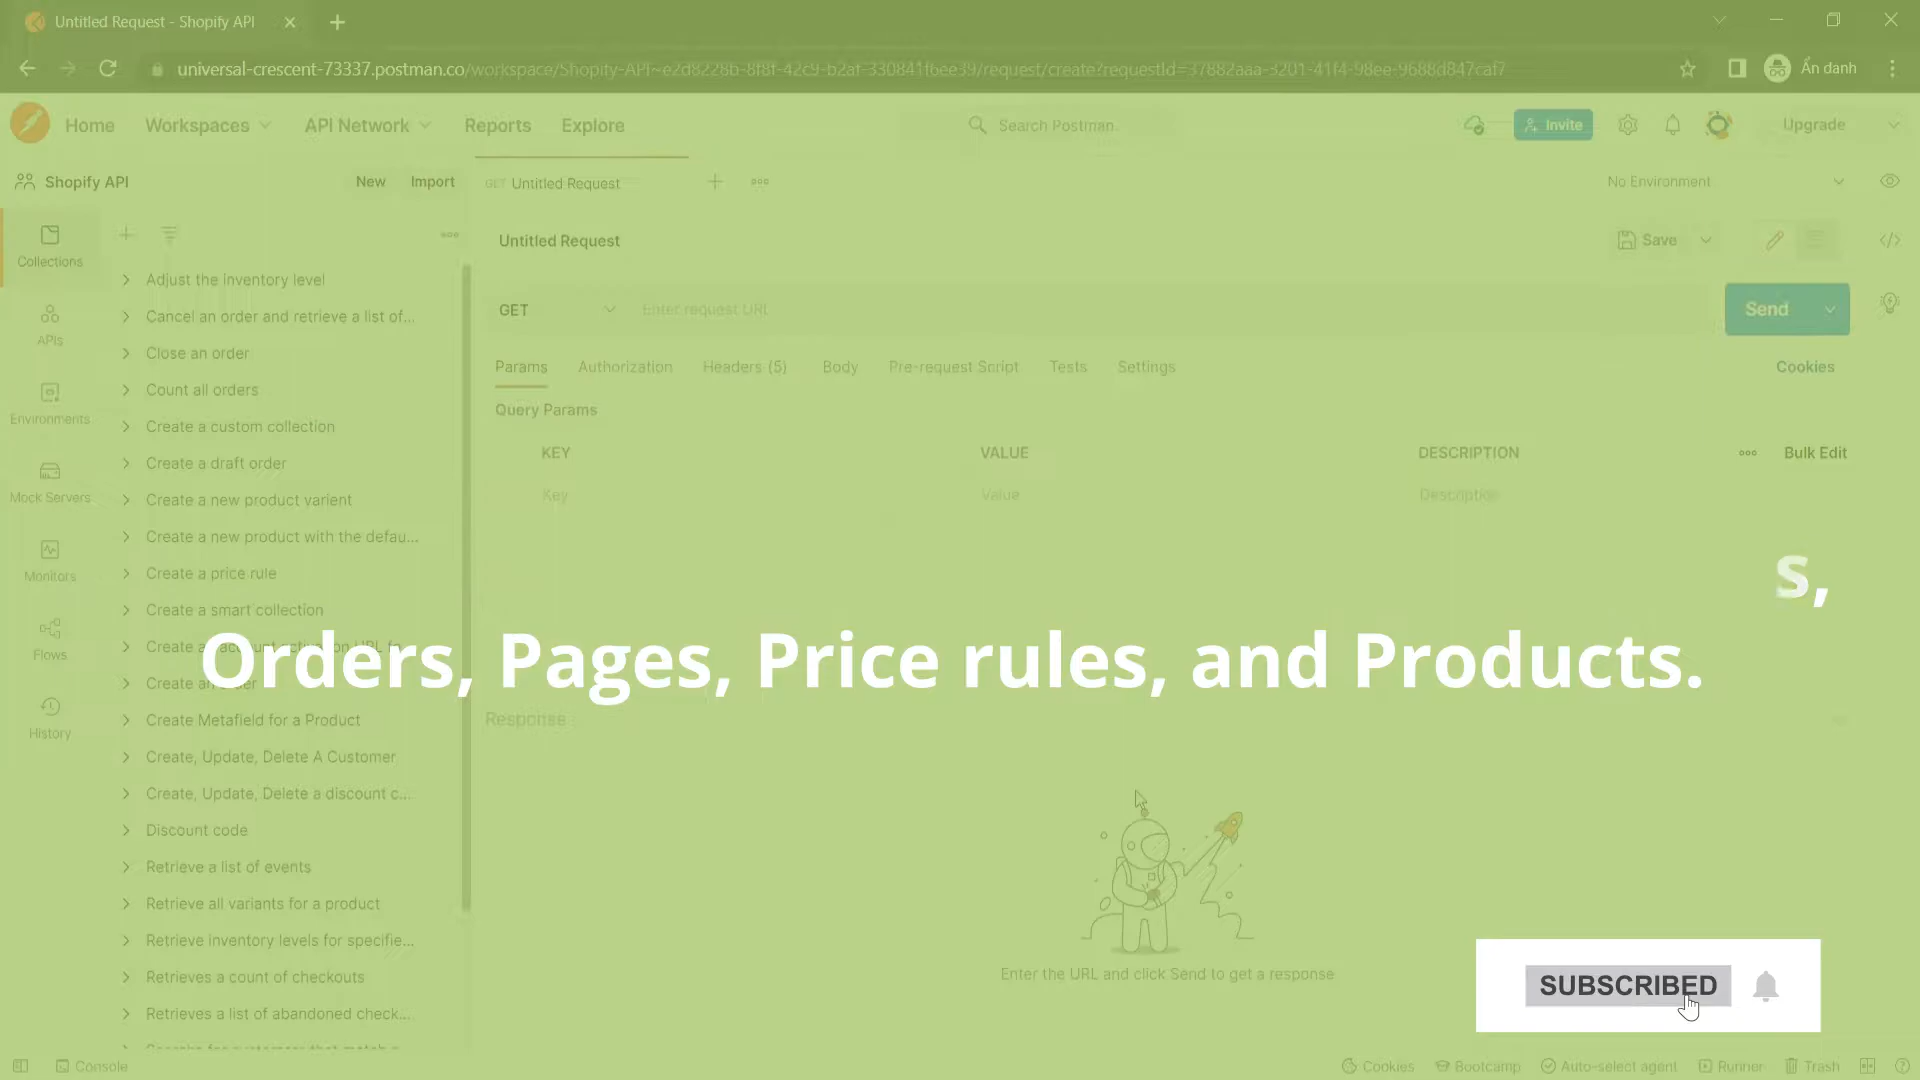 Untitled Request - Shopify API
universal-crescent-73337.postman.co/workspace/Shopify-API~e2d8228b-8f8f-42c9-b2af-330841f6ee39/request/create?requestId=37882aaa-3201-41f4-98ee-9688d847caf7
Ẩn danh
Home
Workspaces
API Network
Reports
Explore
Search Postman
Invite
Upgrade
Shopify API
New
Import
GET Untitled Request
No Environment
Untitled Request
Save
Collections
APIs
Environments
Mock Servers
Monitors
Flows
History
Adjust the inventory level
Cancel an order and retrieve a list of...
Close an order
Count all orders
Create a custom collection
Create a draft order
Create a new product varient
Create a new product with the defau...
Create a price rule
Create a smart collection
Create Metafield for a Product
Create, Update, Delete A Customer
Create, Update, Delete a discount c...
Discount code
Retrieve a list of events
Retrieve all variants for a product
Retrieve inventory levels for specifie...
Retrieves a count of checkouts
Retrieves a list of abandoned check...
GET
Enter request URL
Send
Params
Authorization
Headers (5)
Body
Pre-request Script
Tests
Settings
Cookies
Query Params
KEY
VALUE
DESCRIPTION
Bulk Edit
Key
Value
Description
s,
Orders, Pages, Price rules, and Products.
Response
Enter the URL and click Send to get a response
SUBSCRIBED
Console
Cookies
Bootcamp
Auto-select agent
Runner
Trash